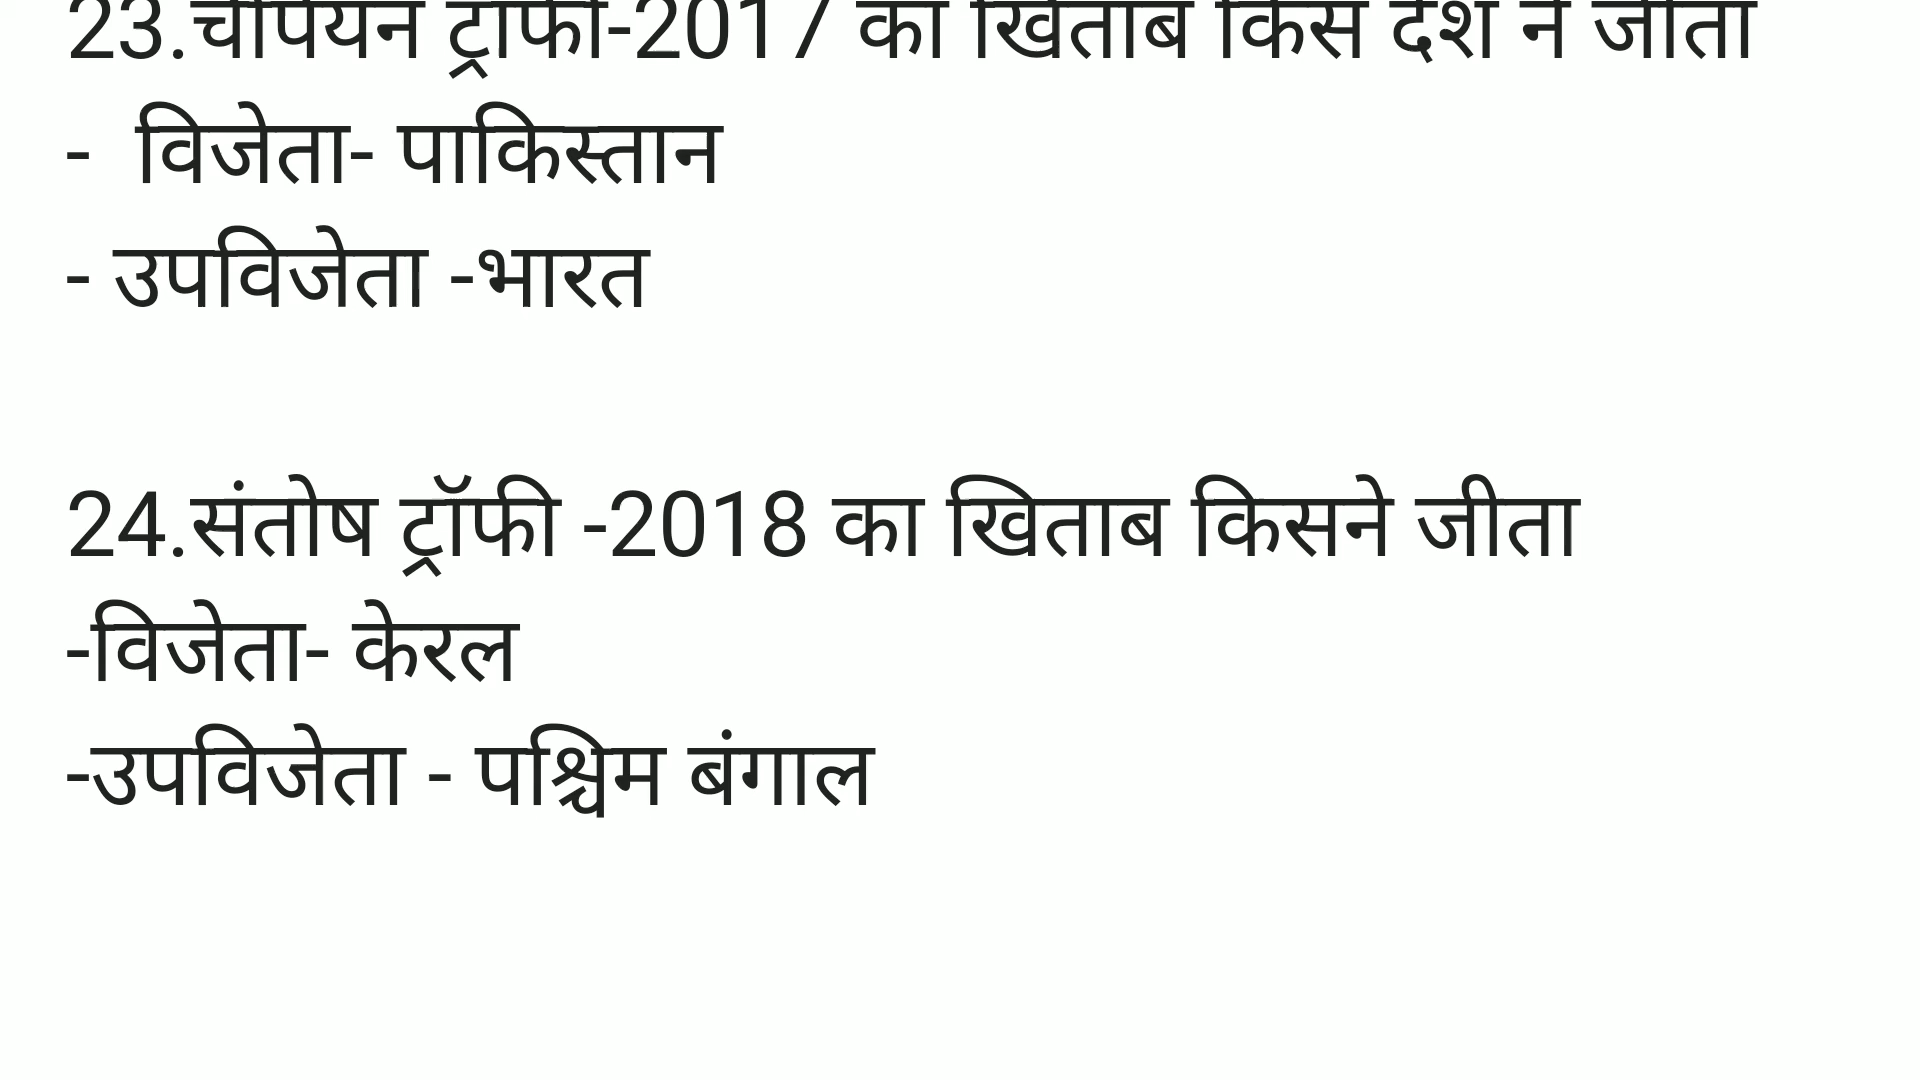 23.चैंपियन ट्रॉफी-2017 का खिताब किस देश ने जीता
-  विजेता- पाकिस्तान
- उपविजेता -भारत
24.संतोष ट्रॉफी -2018 का खिताब किसने जीता
-विजेता- केरल
-उपविजेता - पश्चिम बंगाल